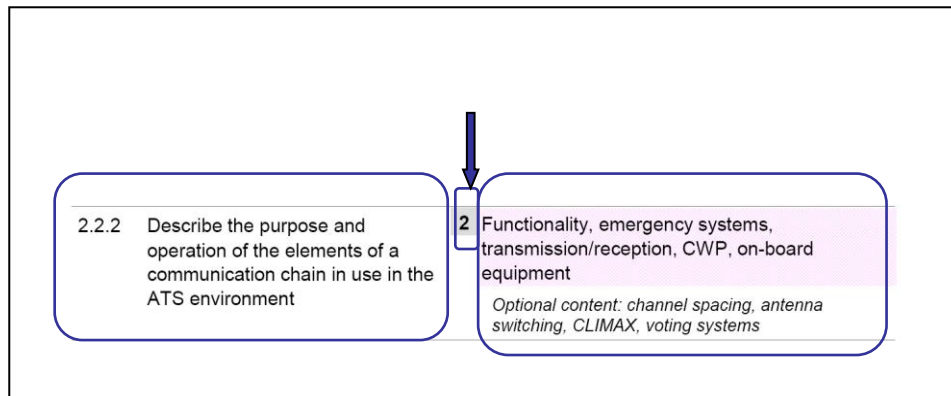 2.2.2 Describe the purpose and
operation of the elements of a
communication chain in use in the
ATS environment
2
Functionality, emergency systems,
transmission/reception, CWP, on-board
equipment
Optional content: channel spacing, antenna
switching, CLIMAX, voting systems